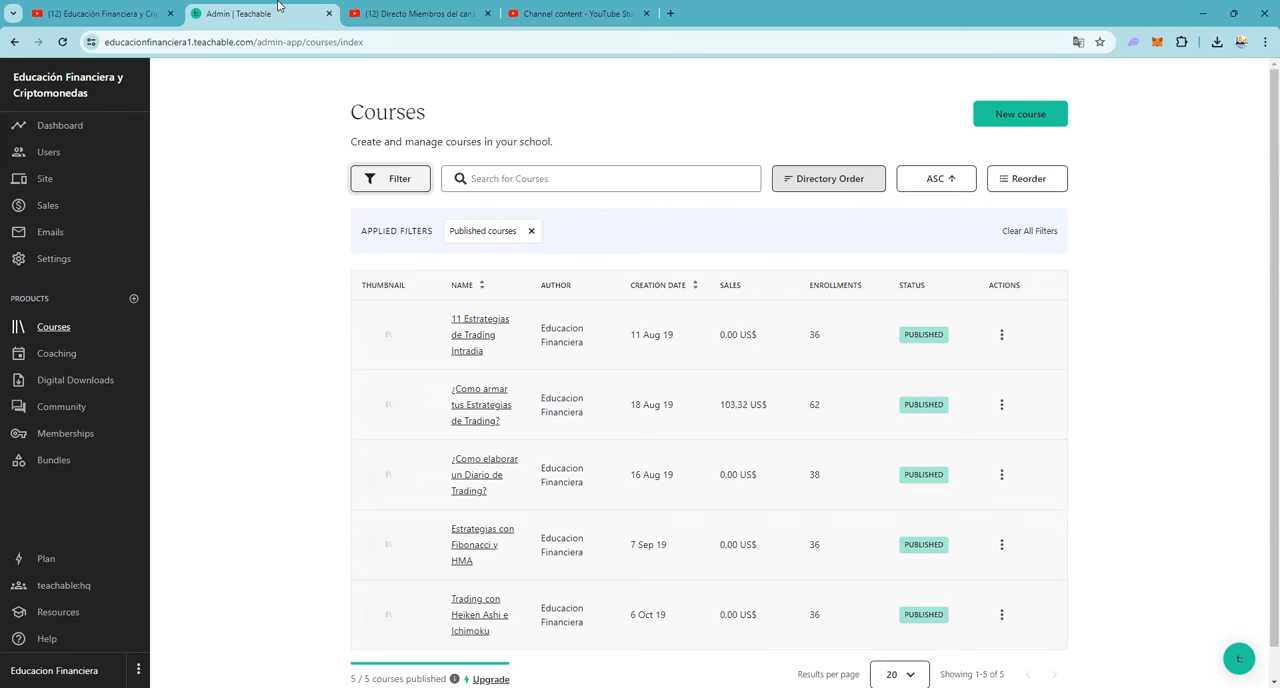 (12) Educación Financiera y Crip
Admin | Teachable
(12) Directo Miembros del cana
Channel content - YouTube Stu
educacionfinanciera1.teachable.com/admin-app/courses/index
Educación Financiera y
Criptomonedas
Dashboard
Users
Site
Sales
Emails
Settings
PRODUCTS
Courses
Coaching
Digital Downloads
Community
Memberships
Bundles
Plan
teachable:hq
Resources
Help
Educacion Financiera
Courses
New course
Create and manage courses in your school.
Filter
Search for Courses
Directory Order
ASC
Reorder
APPLIED FILTERS
Published courses
Clear All Filters
THUMBNAIL NAME AUTHOR CREATION DATE SALES ENROLLMENTS STATUS ACTIONS
11 Estrategias
de Trading
Intradia
Educacion
Financiera
11 Aug 19
0,00 US$
36
PUBLISHED
¿Como armar
tus Estrategias
de Trading?
Educacion
Financiera
18 Aug 19
103,32 US$
62
PUBLISHED
¿Como elaborar
un Diario de
Trading?
Educacion
Financiera
16 Aug 19
0,00 US$
38
PUBLISHED
Estrategias con
Fibonacci y
HMA
Educacion
Financiera
7 Sep 19
0,00 US$
36
PUBLISHED
Trading con
Heiken Ashi e
Ichimoku
Educacion
Financiera
6 Oct 19
0,00 US$
36
PUBLISHED
5 / 5 courses published
Upgrade
Results per page
20
Showing 1-5 of 5
t: